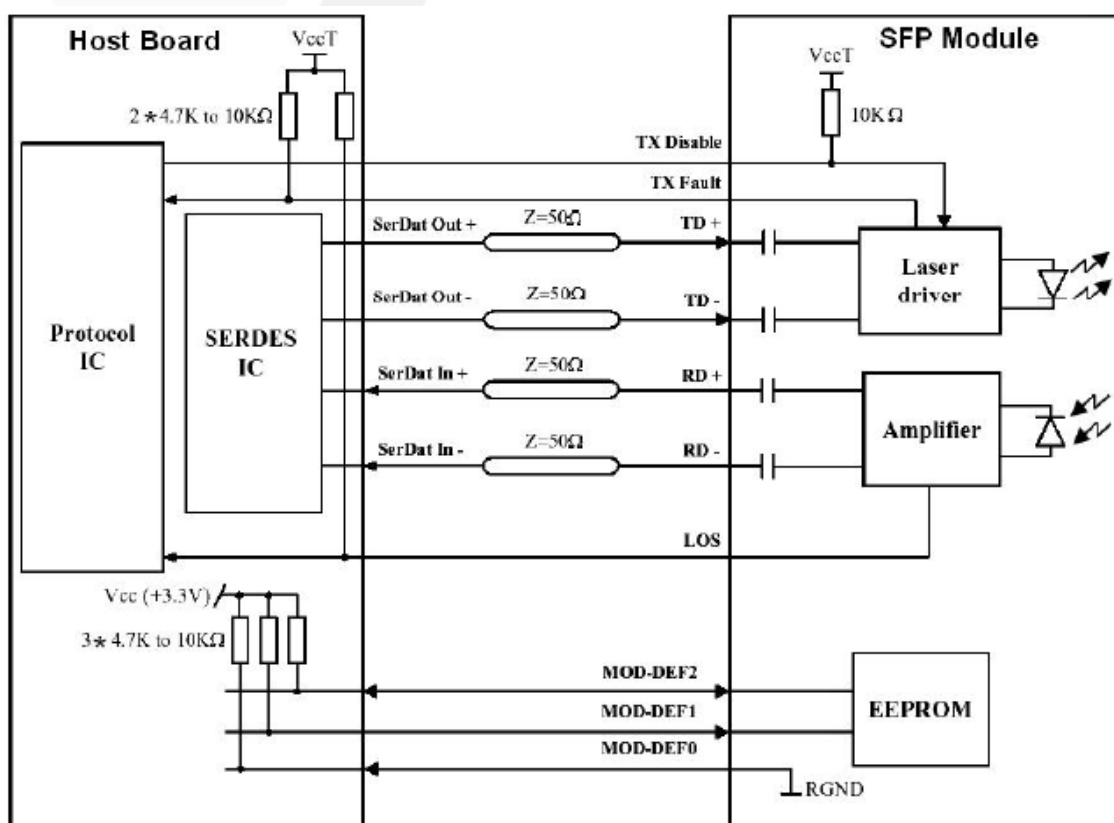 Host Board
SFP Module
VccT
VccT
2*4.7K to 10KΩ
10KΩ
TX Disable
TX Fault
SerDat Out +
Z=50Ω
TD +
Laser
driver
SerDat Out -
Z=50Ω
TD -
Protocol
IC
SERDES
IC
SerDat In +
Z=50Ω
RD +
Amplifier
SerDat In -
Z=50Ω
RD -
LOS
Vcc (+3.3V)
3*4.7K to 10KΩ
MOD-DEF2
MOD-DEF1
EEPROM
MOD-DEF0
RGND